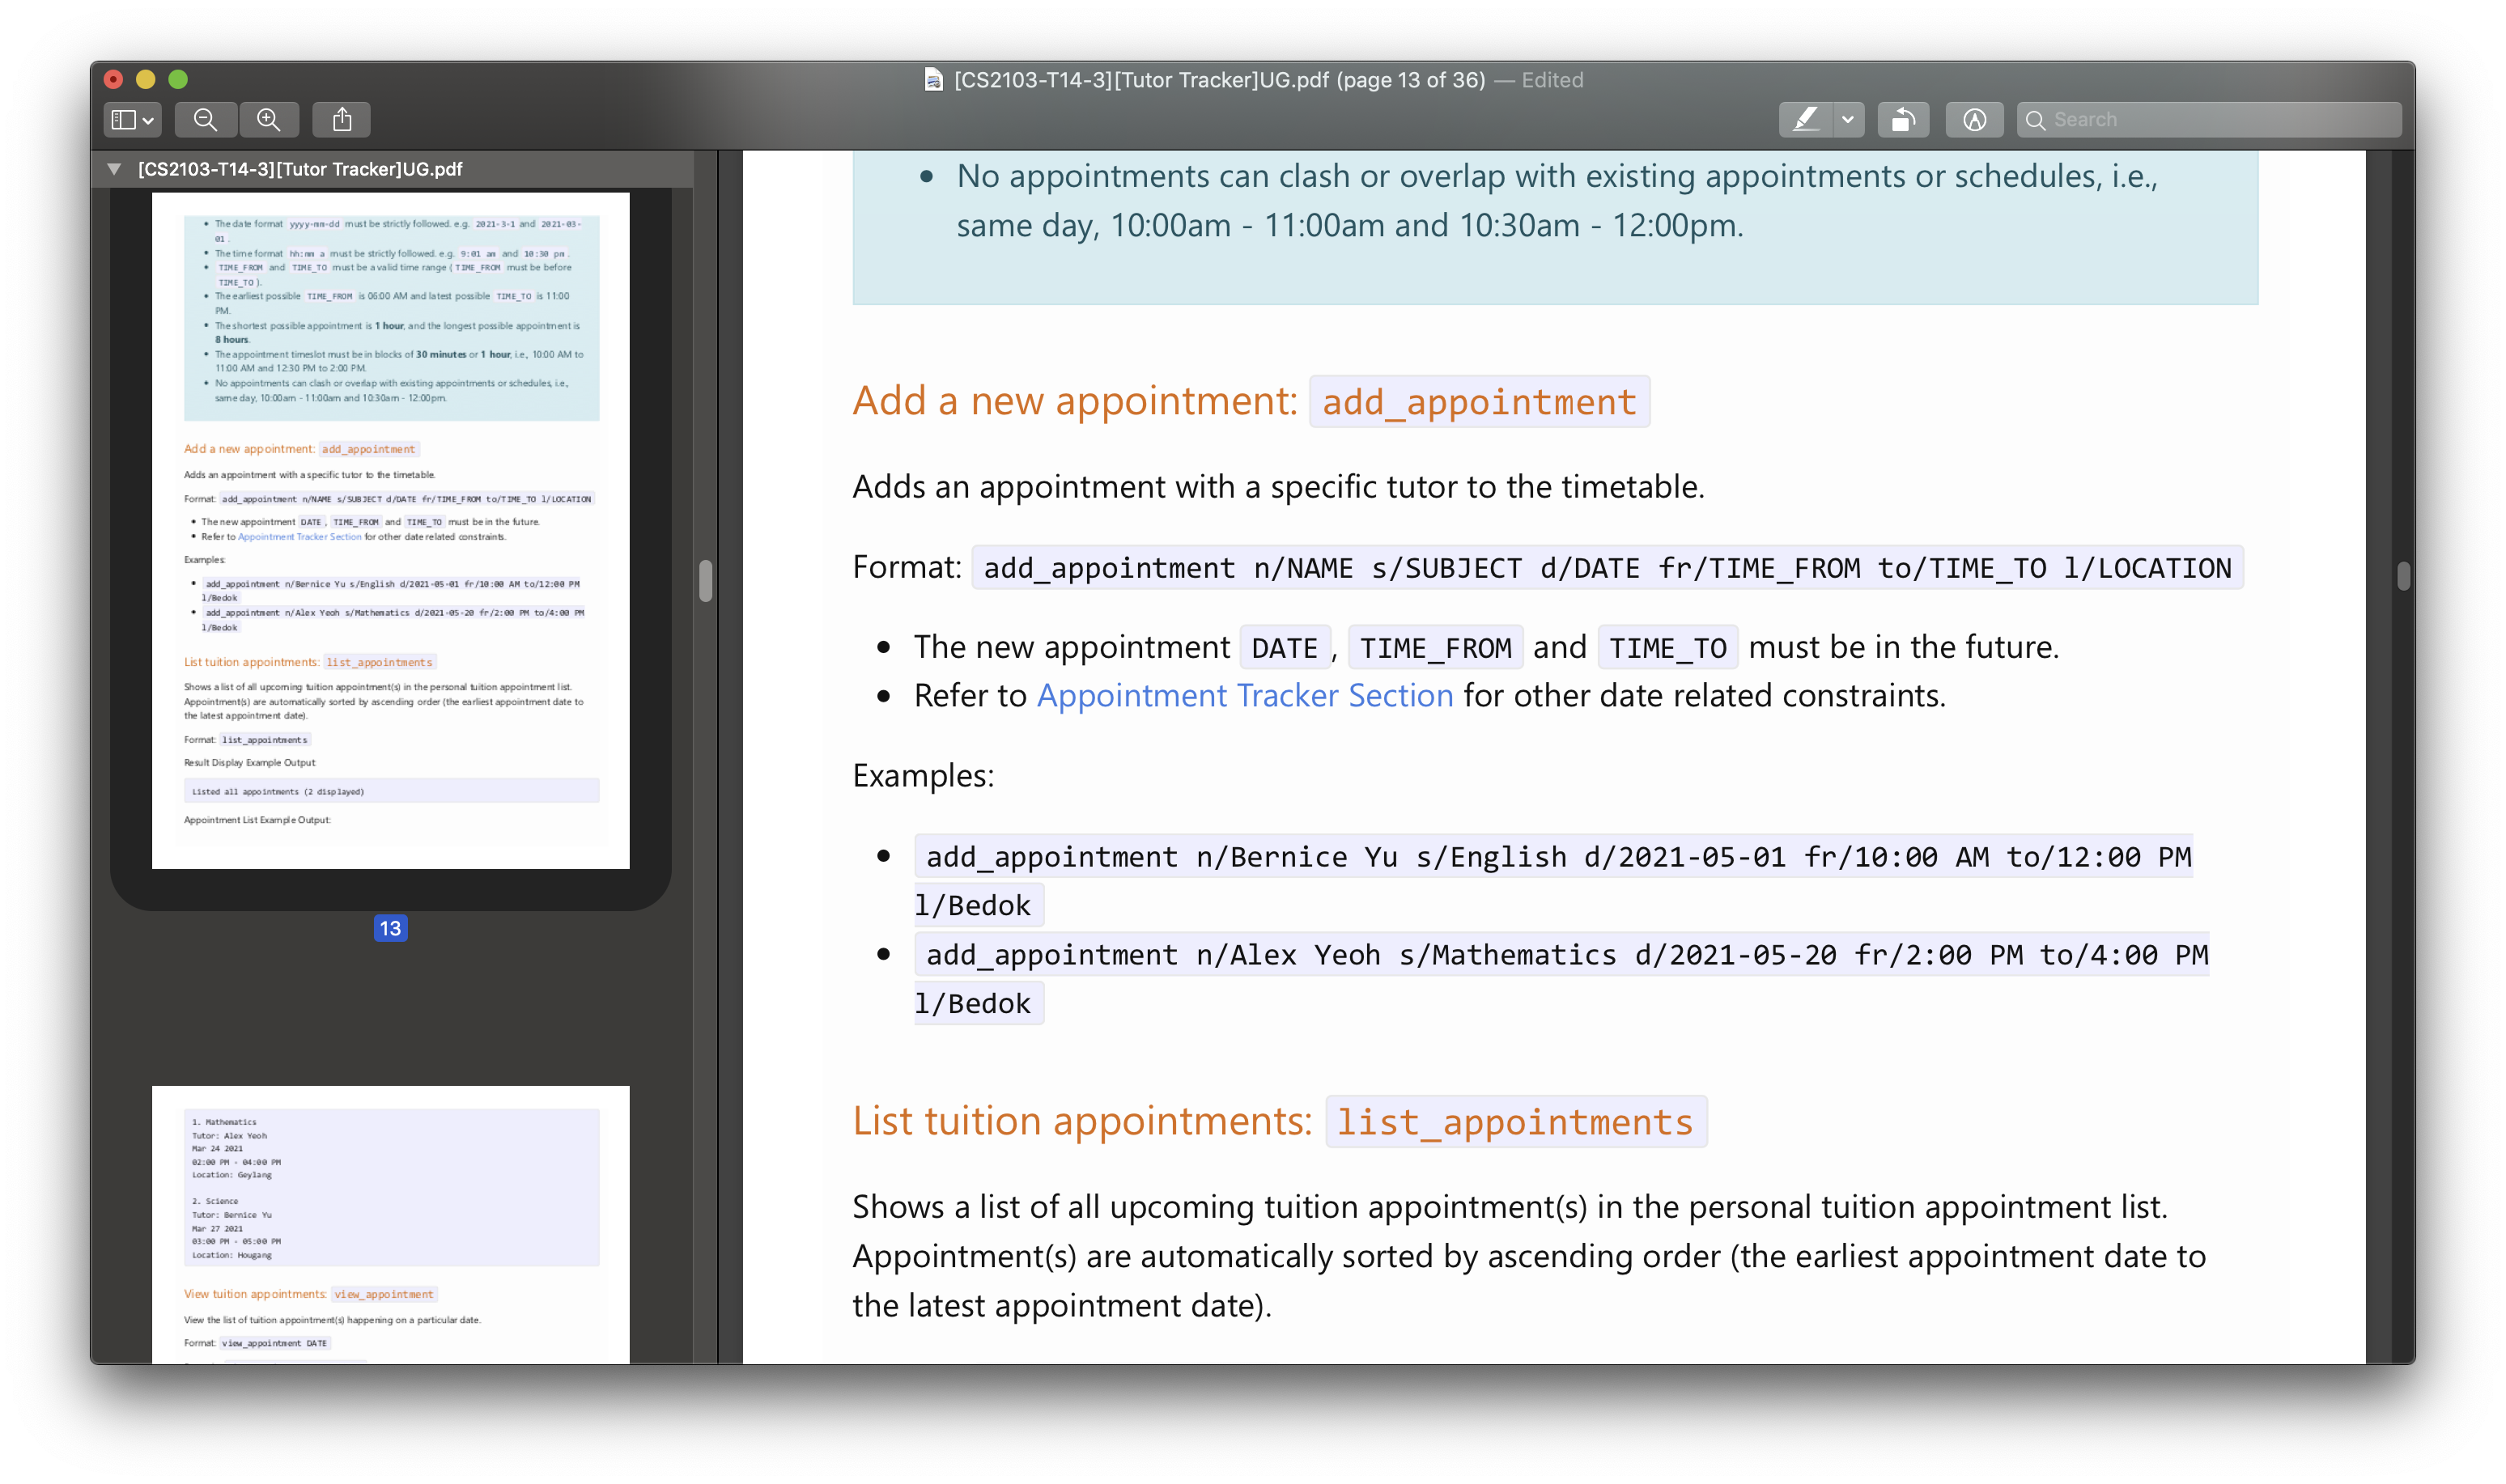 [CS2103-T14-3][Tutor Tracker]UG.pdf (page 13 of 36) — Edited
Search
[CS2103-T14-3][Tutor Tracker]UG.pdf
The date format yyyy-mm-dd must be strictly followed. e.g. 2021-3-1 and 2021-03-
01 .
The time format hh:mm a must be strictly followed. e.g. 9:01 am and 10:30 pm .
TIME_FROM and TIME_TO must be a valid time range ( TIME_FROM must be before
TIME_TO ).
The earliest possible TIME_FROM is 06:00 AM and latest possible TIME_TO is 11:00
PM.
The shortest possible appointment is 1 hour, and the longest possible appointment is
8 hours.
The appointment timeslot must be in blocks of 30 minutes or 1 hour, i.e., 10:00 AM to
11:00 AM and 12:30 PM to 2:00 PM.
No appointments can clash or overlap with existing appointments or schedules, i.e.,
same day, 10:00am - 11:00am and 10:30am - 12:00pm.
Add a new appointment: add_appointment
Adds an appointment with a specific tutor to the timetable.
Format: add_appointment n/NAME s/SUBJECT d/DATE fr/TIME_FROM to/TIME_TO l/LOCATION
The new appointment DATE , TIME_FROM and TIME_TO must be in the future.
Refer to Appointment Tracker Section for other date related constraints.
Examples:
add_appointment n/Bernice Yu s/English d/2021-05-01 fr/10:00 AM to/12:00 PM
l/Bedok
add_appointment n/Alex Yeoh s/Mathematics d/2021-05-20 fr/2:00 PM to/4:00 PM
l/Bedok
List tuition appointments: list_appointments
Shows a list of all upcoming tuition appointment(s) in the personal tuition appointment list.
Appointment(s) are automatically sorted by ascending order (the earliest appointment date to
the latest appointment date).
Format: list_appointments
Result Display Example Output
Listed all appointments (2 displayed)
Appointment List Example Output:
13
1. Mathematics
Tutor: Alex Yeoh
Mar 24 2021
02:00 PM - 04:00 PM
Location: Geylang
2. Science
Tutor: Bernice Yu
Mar 27 2021
03:00 PM - 05:00 PM
Location: Hougang
View tuition appointments: view_appointment
View the list of tuition appointment(s) happening on a particular date.
Format: view_appointment DATE
No appointments can clash or overlap with existing appointments or schedules, i.e.,
same day, 10:00am - 11:00am and 10:30am - 12:00pm.
Add a new appointment: add_appointment
Adds an appointment with a specific tutor to the timetable.
Format: add_appointment n/NAME s/SUBJECT d/DATE fr/TIME_FROM to/TIME_TO l/LOCATION
The new appointment DATE , TIME_FROM and TIME_TO must be in the future.
Refer to Appointment Tracker Section for other date related constraints.
Examples:
add_appointment n/Bernice Yu s/English d/2021-05-01 fr/10:00 AM to/12:00 PM
l/Bedok
add_appointment n/Alex Yeoh s/Mathematics d/2021-05-20 fr/2:00 PM to/4:00 PM
l/Bedok
List tuition appointments: list_appointments
Shows a list of all upcoming tuition appointment(s) in the personal tuition appointment list.
Appointment(s) are automatically sorted by ascending order (the earliest appointment date to
the latest appointment date).